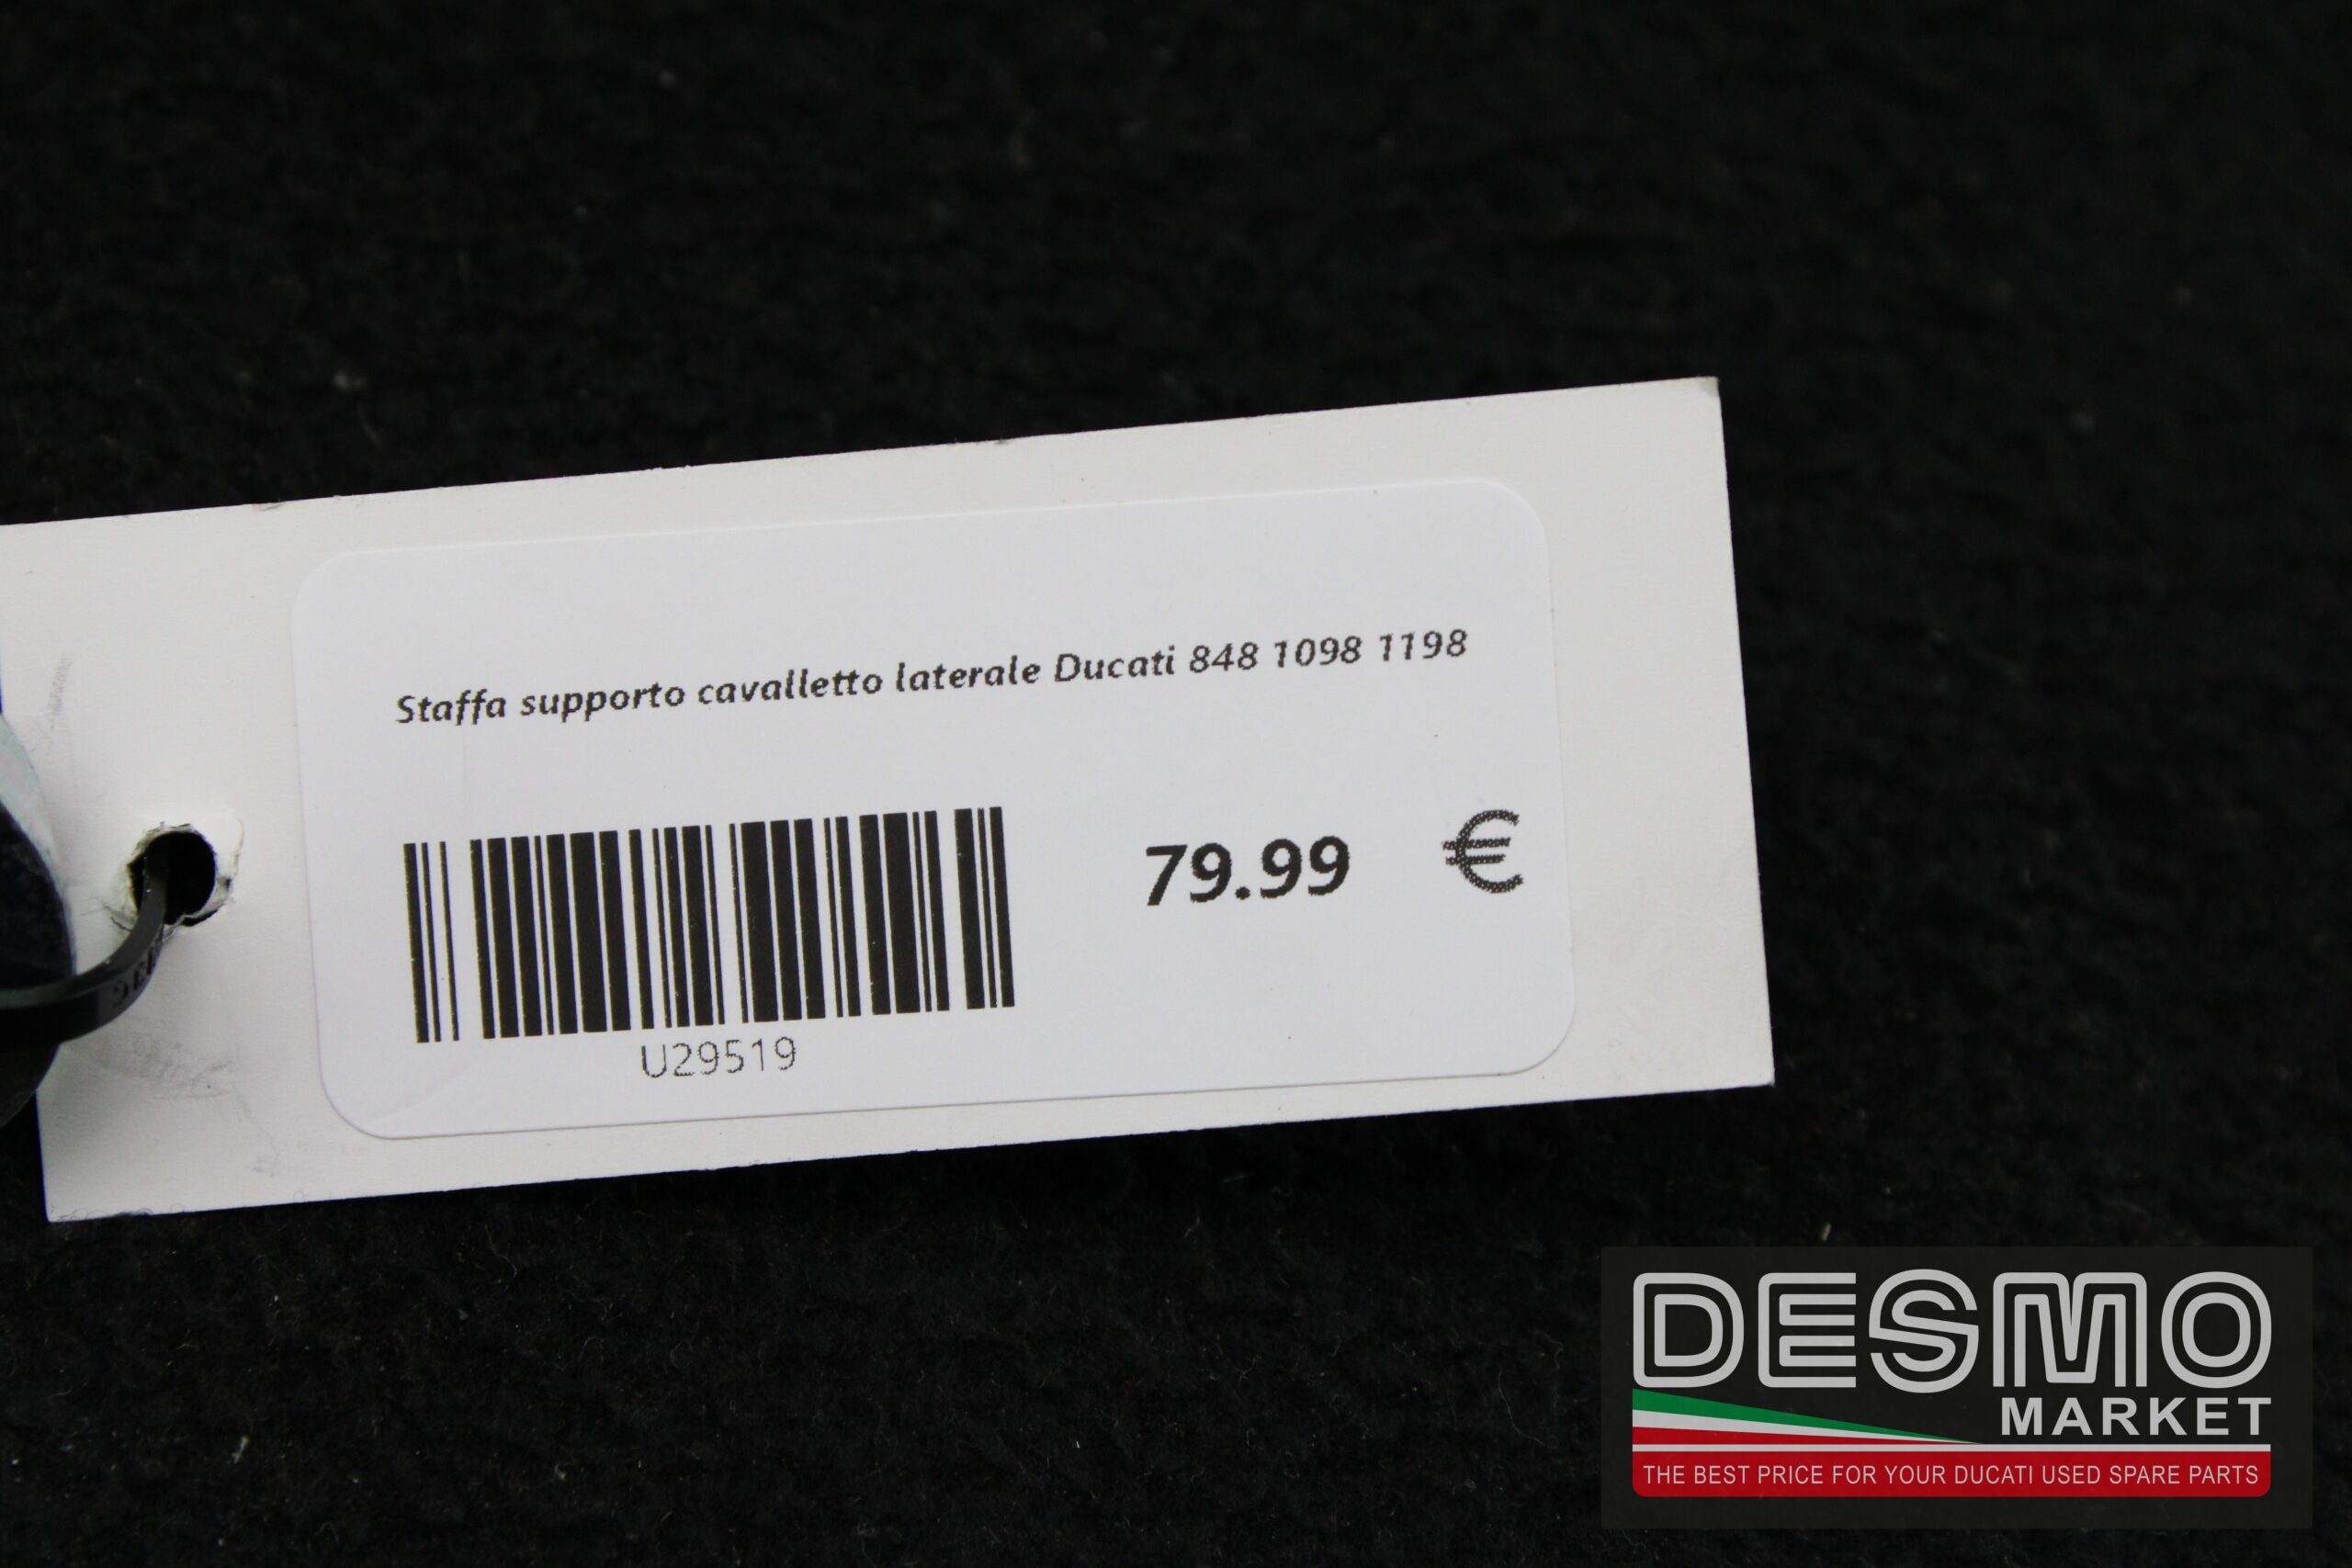 Staffa supporto cavalletto laterale Ducati 848 1098 1198
79.99 €
U29519
DESMO
MARKET
THE BEST PRICE FOR YOUR DUCATI USED SPARE PARTS